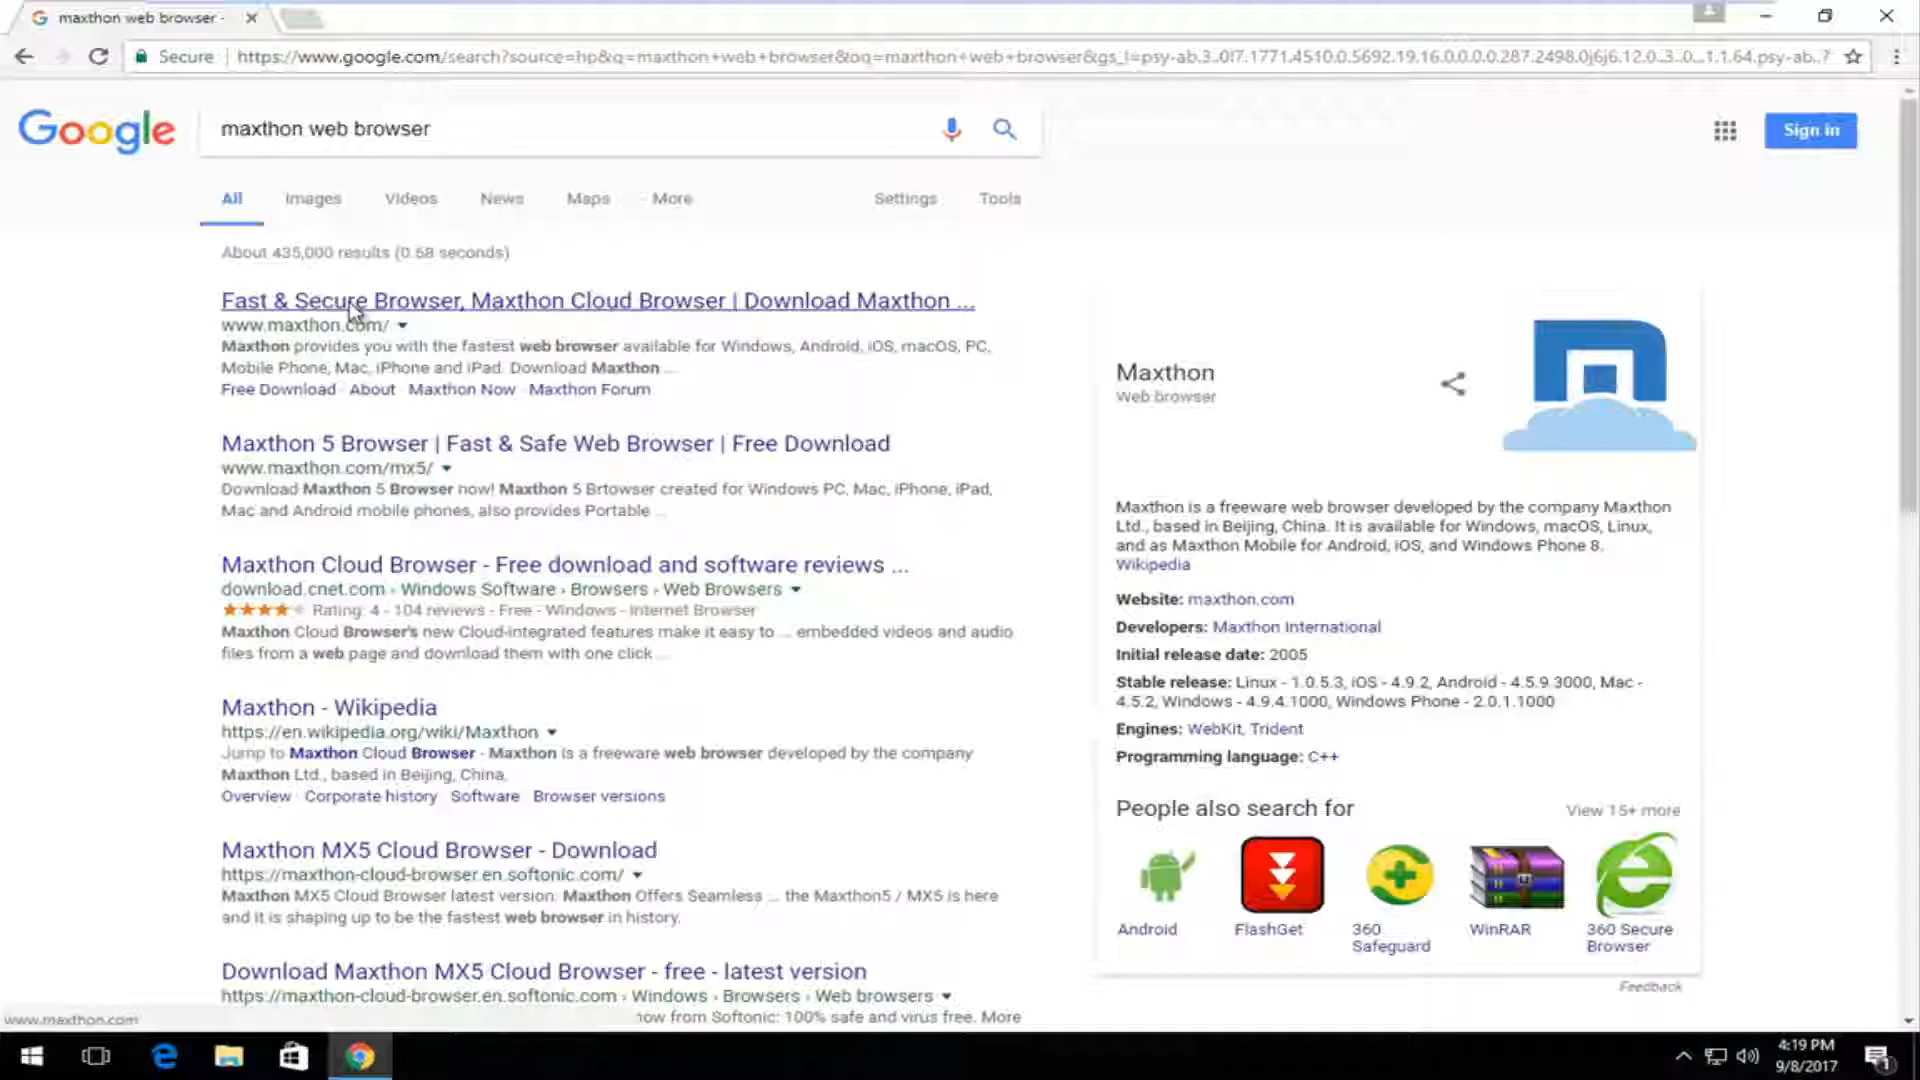 maxthon web browser -
Secure
https://www.google.com/search?source=hp&q=maxthon+web+browser&oq=maxthon+web+browser&gs_l=psy-ab.3..0l7.1771.4510.0.5692.19.16.0.0.0.0.287.2498.0j6j6.12.0..3..0...1.1.64.psy-ab..7
Google
maxthon web browser
Sign in
All Images Videos News Maps More Settings Tools
About 435,000 results (0.58 seconds)
Fast & Secure Browser, Maxthon Cloud Browser | Download Maxthon ...
www.maxthon.com/
Maxthon provides you with the fastest web browser available for Windows, Android, iOS, macOS, PC,
Mobile Phone, Mac, iPhone and iPad. Download Maxthon ...
Free Download · About · Maxthon Now · Maxthon Forum
Maxthon 5 Browser | Fast & Safe Web Browser | Free Download
www.maxthon.com/mx5/
Download Maxthon 5 Browser now! Maxthon 5 Brtowser created for Windows PC, Mac, iPhone, iPad,
Mac and Android mobile phones, also provides Portable ...
Maxthon Cloud Browser - Free download and software reviews ...
download.cnet.com › Windows Software › Browsers › Web Browsers
Rating: 4 - 104 reviews - Free - Windows - Internet Browser
Maxthon Cloud Browser's new Cloud-integrated features make it easy to ... embedded videos and audio
files from a web page and download them with one click ...
Maxthon - Wikipedia
https://en.wikipedia.org/wiki/Maxthon
Jump to Maxthon Cloud Browser - Maxthon is a freeware web browser developed by the company
Maxthon Ltd., based in Beijing, China.
Overview · Corporate history · Software · Browser versions
Maxthon MX5 Cloud Browser - Download
https://maxthon-cloud-browser.en.softonic.com/
Maxthon MX5 Cloud Browser latest version: Maxthon Offers Seamless ... the Maxthon5 / MX5 is here
and it is shaping up to be the fastest web browser in history.
Download Maxthon MX5 Cloud Browser - free - latest version
https://maxthon-cloud-browser.en.softonic.com › Windows › Browsers › Web browsers
now from Softonic: 100% safe and virus free. More
www.maxthon.com
Maxthon
Web browser
Maxthon is a freeware web browser developed by the company Maxthon
Ltd., based in Beijing, China. It is available for Windows, macOS, Linux,
and as Maxthon Mobile for Android, iOS, and Windows Phone 8.
Wikipedia
Website: maxthon.com
Developers: Maxthon International
Initial release date: 2005
Stable release: Linux - 1.0.5.3, iOS - 4.9.2, Android - 4.5.9.3000, Mac -
4.5.2, Windows - 4.9.4.1000, Windows Phone - 2.0.1.1000
Engines: WebKit, Trident
Programming language: C++
People also search for
View 15+ more
Android
FlashGet
360
Safeguard
WinRAR
360 Secure
Browser
Feedback
4:19 PM
9/8/2017
1